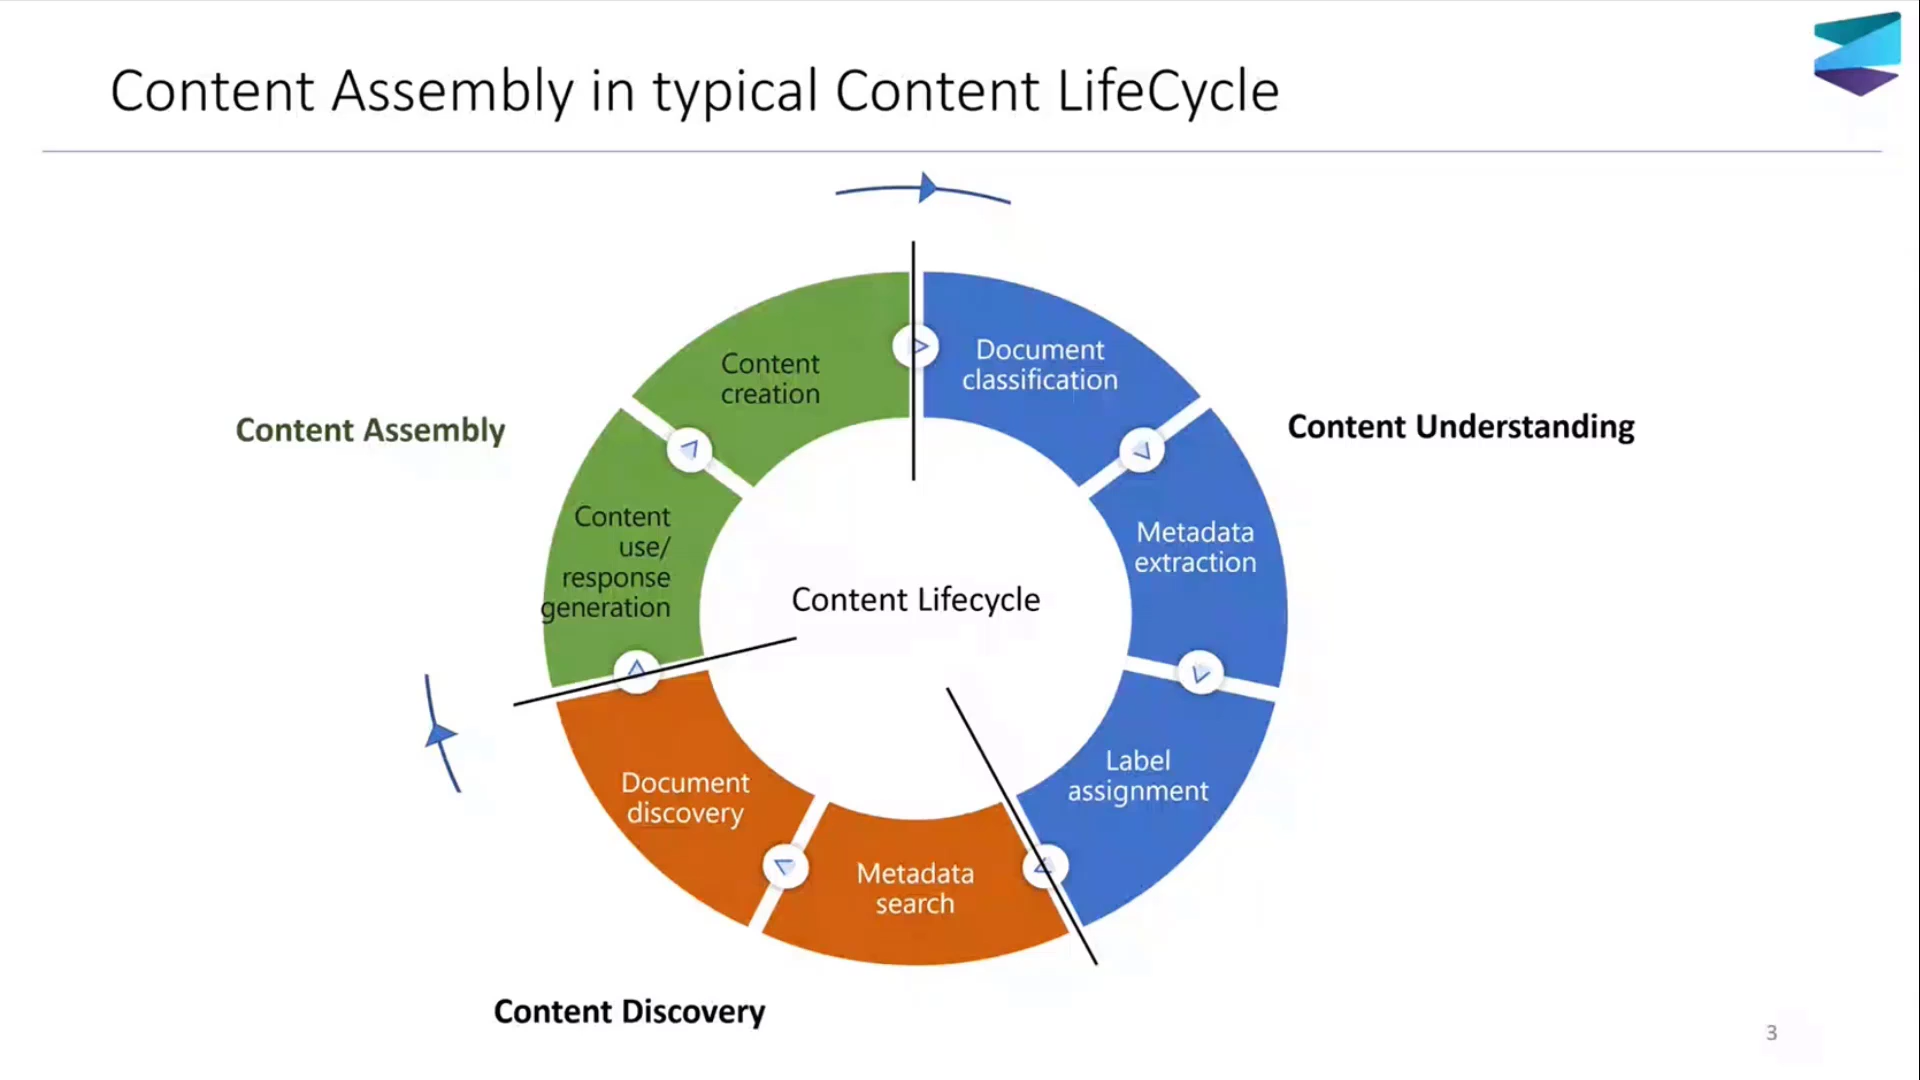 Content Assembly in typical Content LifeCycle
Content
creation
Document
classification
Content Assembly
Content Understanding
Content
use/
response
generation
Metadata
extraction
Content Lifecycle
Label
assignment
Document
discovery
Metadata
search
Content Discovery
3